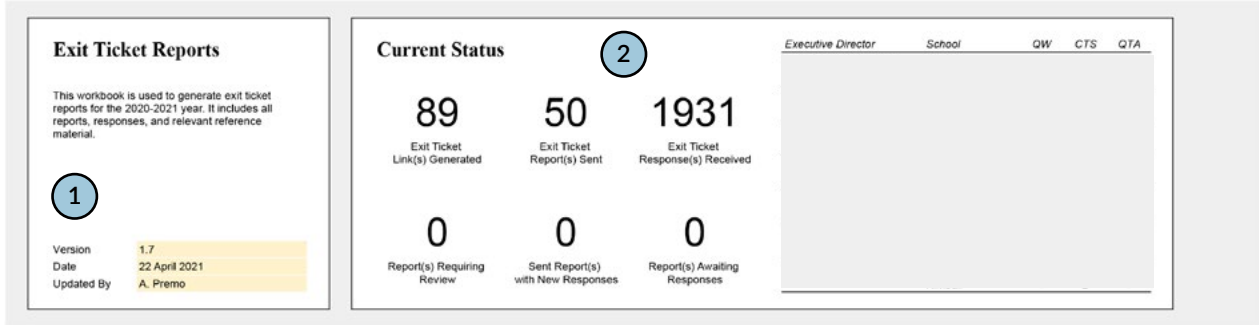 Exit Ticket Reports
This workbook is used to generate exit ticket
reports for the 2020-2021 year. It includes all
reports, responses, and relevant reference
material.
1
Version 1.7
Date 22 April 2021
Updated By A. Premo
Current Status
2
89 50 1931
Exit Ticket Exit Ticket Exit Ticket
Link(s) Generated Report(s) Sent Response(s) Received
0 0 0
Report(s) Requiring Sent Report(s) Report(s) Awaiting
Review with New Responses Responses
Executive Director School QW CTS QTA